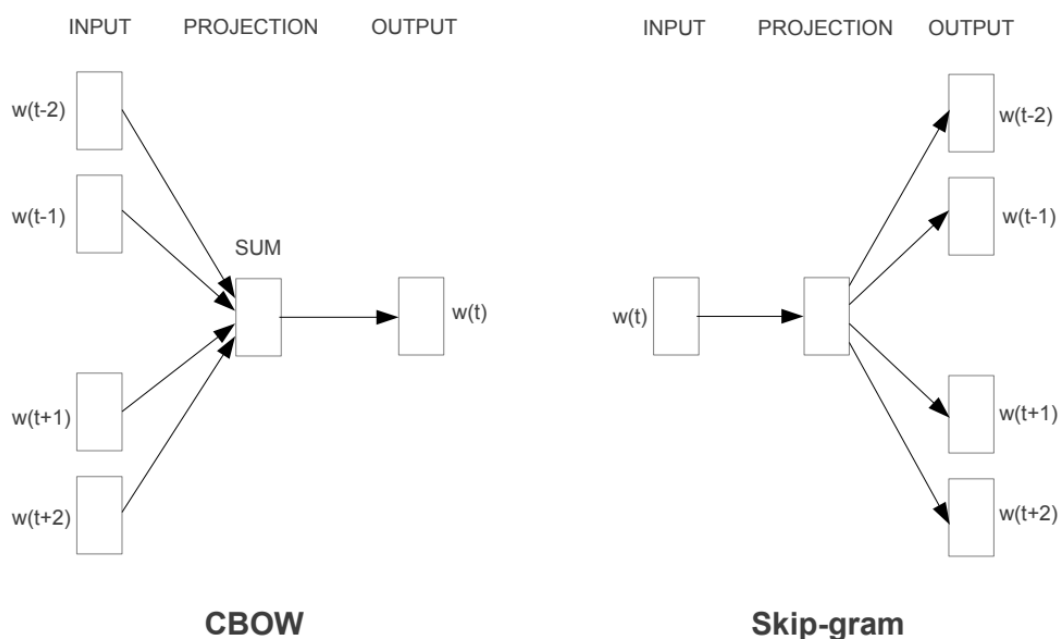 INPUT PROJECTION OUTPUT
w(t-2)
w(t-1)
SUM
w(t)
w(t+1)
w(t+2)
CBOW
INPUT PROJECTION OUTPUT
w(t-2)
w(t-1)
w(t)
w(t+1)
w(t+2)
Skip-gram